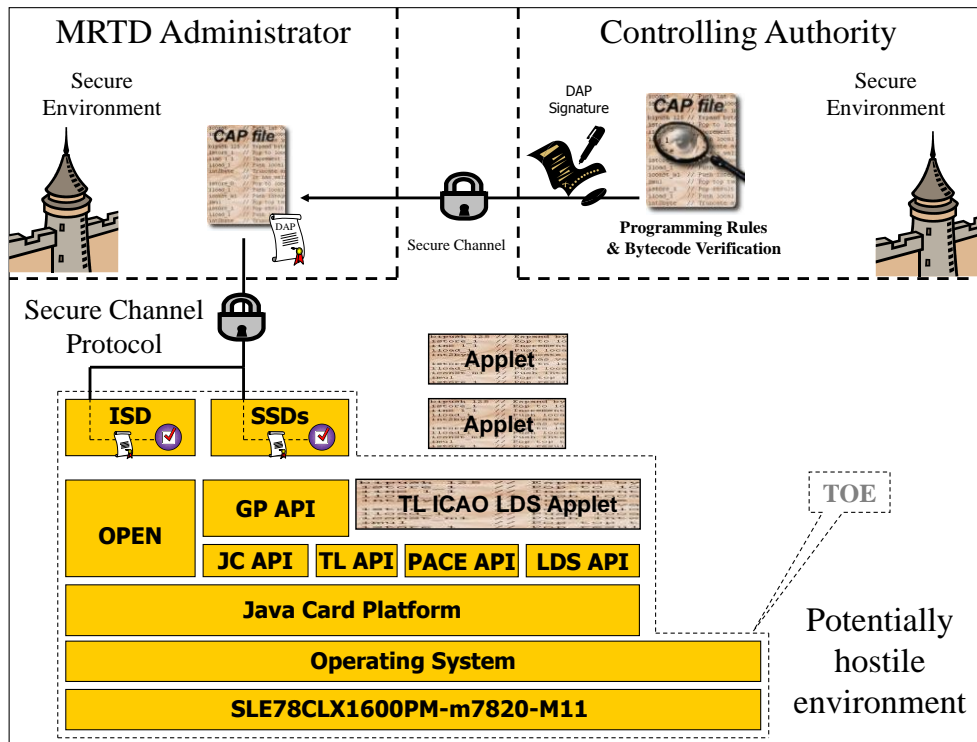 MRTD Administrator
Controlling Authority
Secure
Environment
CAP file
DAP
DAP
Signature
CAP file
Secure
Environment
Secure Channel
Programming Rules
& Bytecode Verification
Secure Channel
Protocol
Applet
Applet
ISD
SSDs
TOE
OPEN
GP API
TL ICAO LDS Applet
JC API
TL API
PACE API
LDS API
Java Card Platform
Operating System
SLE78CLX1600PM-m7820-M11
Potentially
hostile
environment